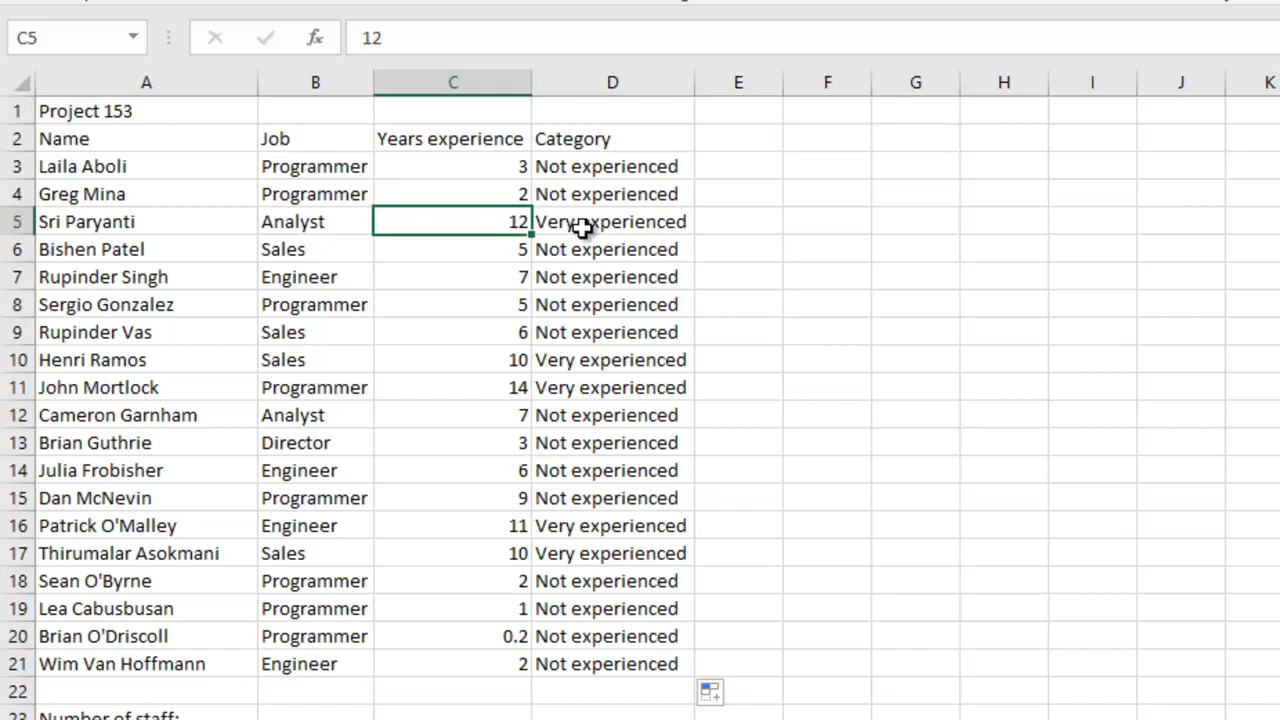 C5 fx 12
A B C D E F G H I J K
1 Project 153
2 Name Job Years experience Category
3 Laila Aboli Programmer 3 Not experienced
4 Greg Mina Programmer 2 Not experienced
5 Sri Paryanti Analyst 12 Very experienced
6 Bishen Patel Sales 5 Not experienced
7 Rupinder Singh Engineer 7 Not experienced
8 Sergio Gonzalez Programmer 5 Not experienced
9 Rupinder Vas Sales 6 Not experienced
10 Henri Ramos Sales 10 Very experienced
11 John Mortlock Programmer 14 Very experienced
12 Cameron Garnham Analyst 7 Not experienced
13 Brian Guthrie Director 3 Not experienced
14 Julia Frobisher Engineer 6 Not experienced
15 Dan McNevin Programmer 9 Not experienced
16 Patrick O'Malley Engineer 11 Very experienced
17 Thirumalar Asokmani Sales 10 Very experienced
18 Sean O'Byrne Programmer 2 Not experienced
19 Lea Cabusbusan Programmer 1 Not experienced
20 Brian O'Driscoll Programmer 0.2 Not experienced
21 Wim Van Hoffmann Engineer 2 Not experienced
22
23 Number of staff: